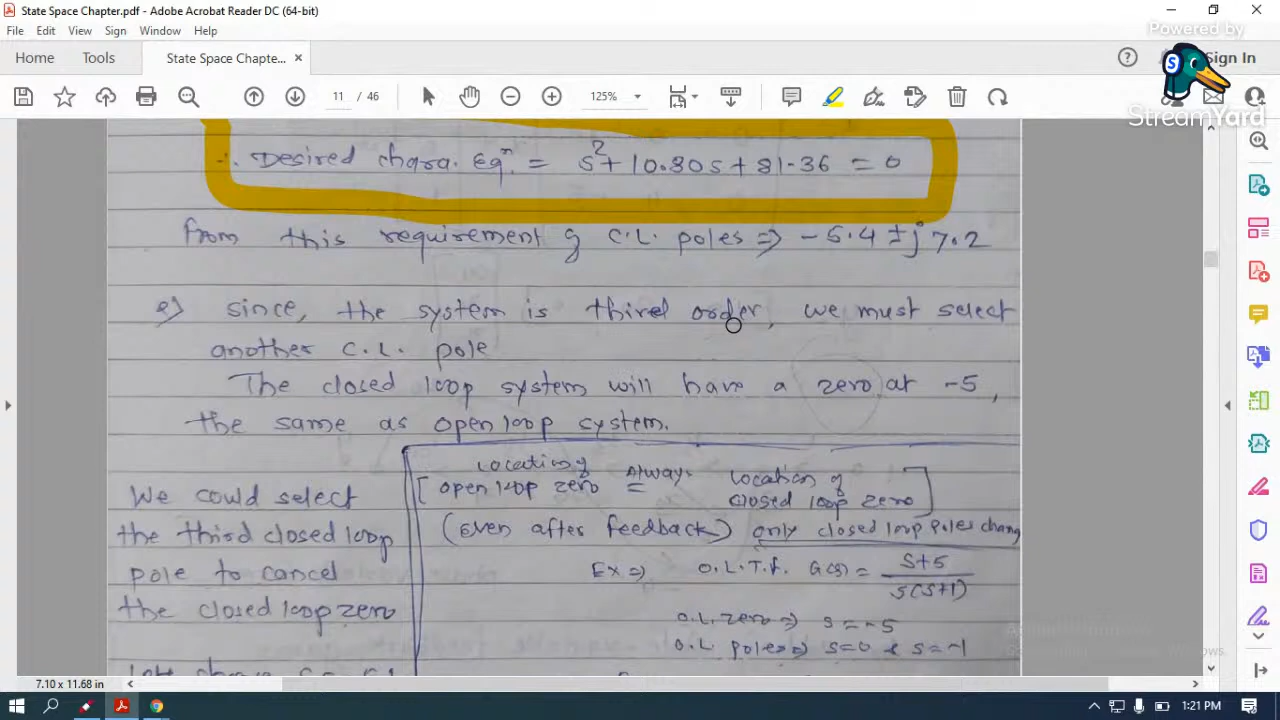 State Space Chapter.pdf - Adobe Acrobat Reader DC (64-bit)
File Edit View Sign Window Help
Powered by
Home Tools State Space Chapte... × Sign In
StreamYard
11 / 46 125%
∴ Desired chara. Eqⁿ. = s² + 10.80s + 81.36 = 0
From this requirement of C.L. poles ⇒ -5.4 ± j 7.2
e) since, the system is third order, we must select
another C.L. pole
The closed loop system will have a zero at -5,
the same as open loop system.
[ Location of open loop zero Always = Location of closed loop zero ]
(Even after feedback) only closed loop poles chang
Ex ⇒ O.L.T.f. G(s) = s+5 / s(s+1)
O.L. zero ⇒ s = -5
O.L poles ⇒ s=0 & s=-1
We could select
the third closed loop
pole to cancel
the closed loop zero
7.10 x 11.68 in
1:21 PM